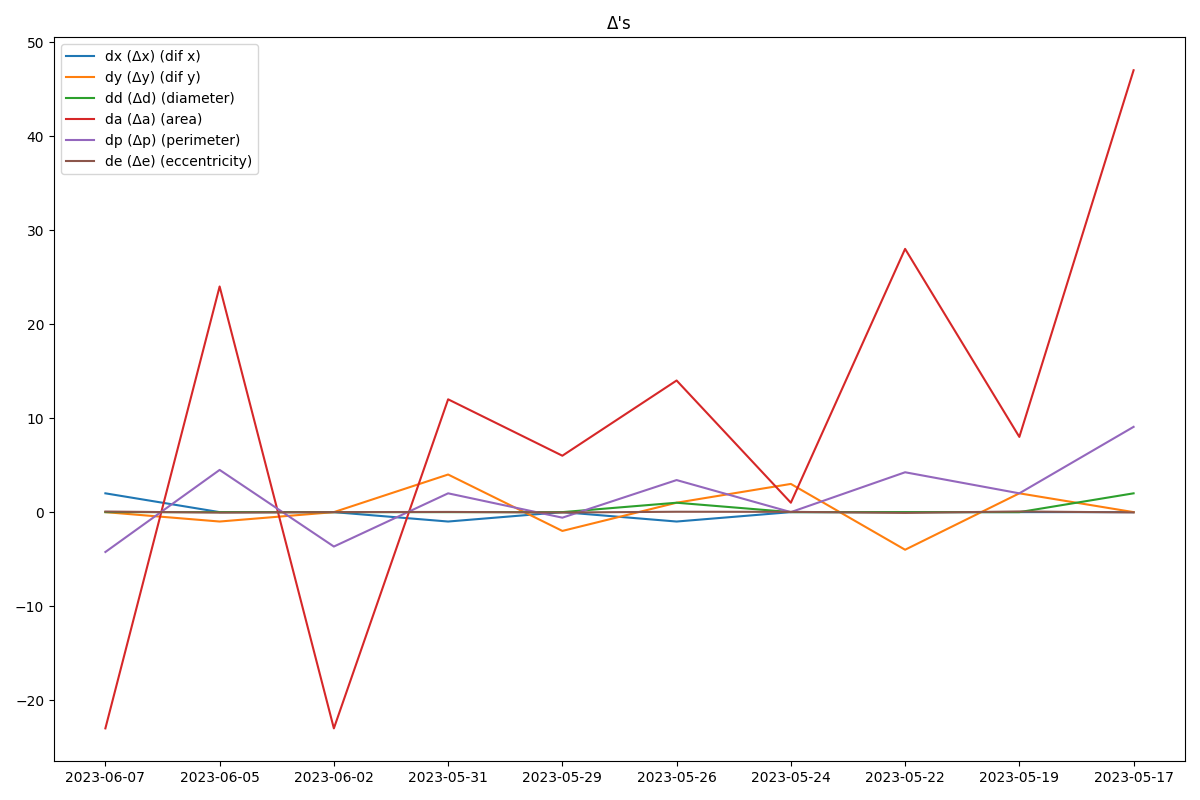 Δ's
dx (Δx) (dif x)
dy (Δy) (dif y)
dd (Δd) (diameter)
da (Δa) (area)
dp (Δp) (perimeter)
de (Δe) (eccentricity)
50
40
30
20
10
0
−10
−20
2023-06-07 2023-06-05 2023-06-02 2023-05-31 2023-05-29 2023-05-26 2023-05-24 2023-05-22 2023-05-19 2023-05-17